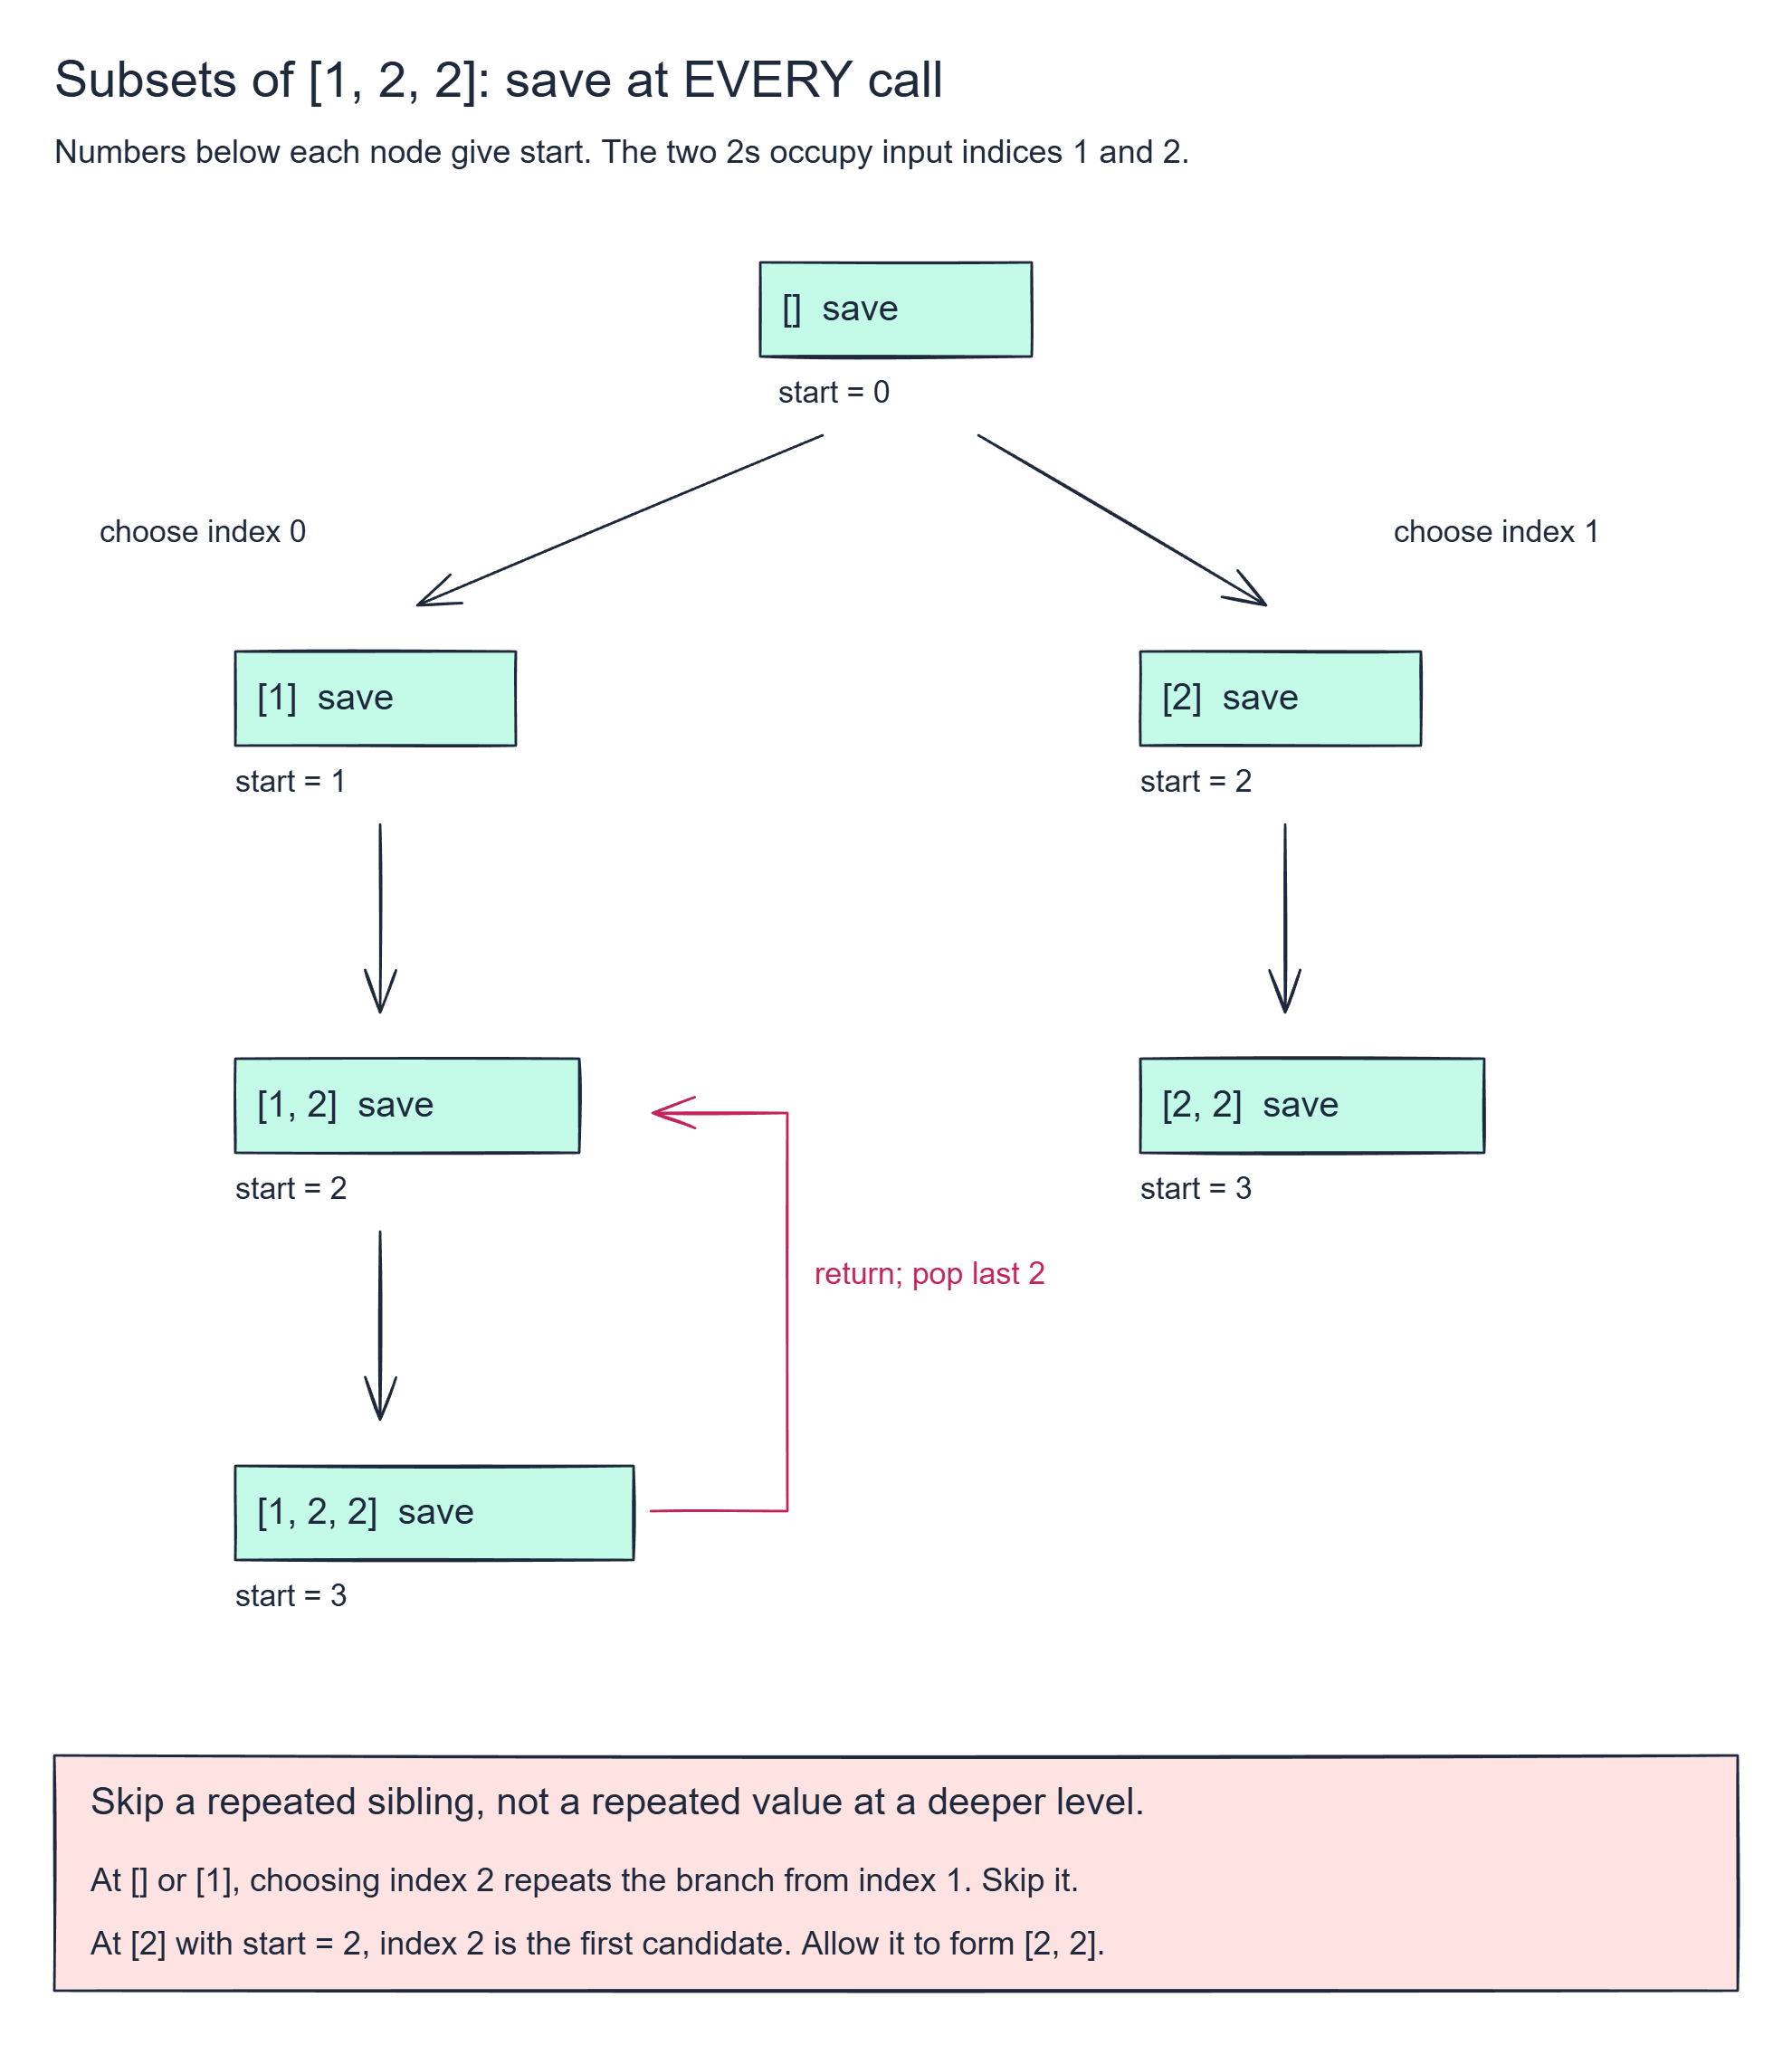 Subsets of [1, 2, 2]: save at EVERY call
Numbers below each node give start. The two 2s occupy input indices 1 and 2.
[] save
start = 0
choose index 0
choose index 1
[1] save
[2] save
start = 1
start = 2
[1, 2] save
[2, 2] save
start = 2
start = 3
return; pop last 2
[1, 2, 2] save
start = 3
Skip a repeated sibling, not a repeated value at a deeper level.
At [] or [1], choosing index 2 repeats the branch from index 1. Skip it.
At [2] with start = 2, index 2 is the first candidate. Allow it to form [2, 2].